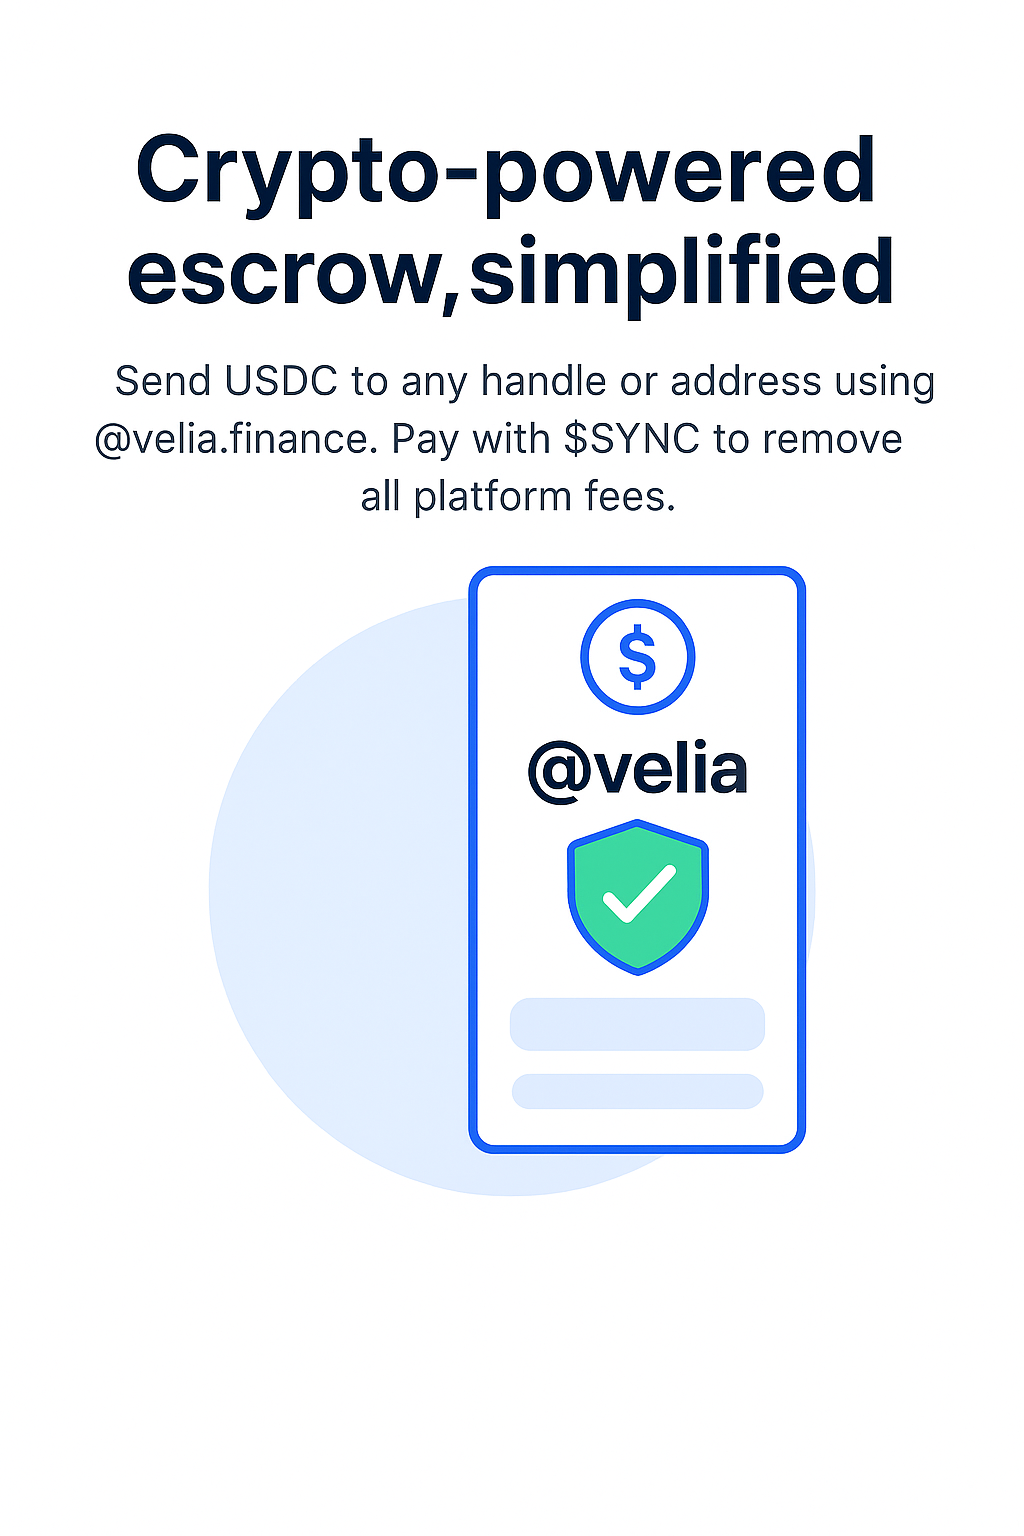 Crypto-powered
escrow,simplified
Send USDC to any handle or address using
@velia.finance. Pay with $SYNC to remove
all platform fees.
$
@velia